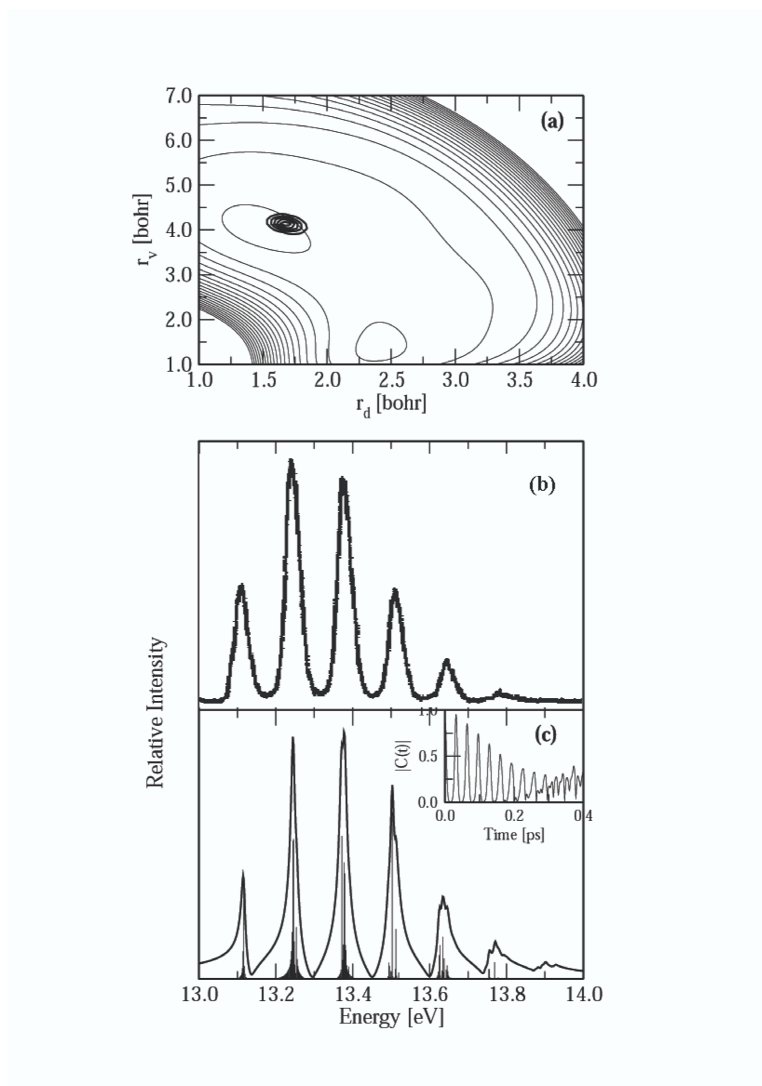 7.0
(a)
6.0
5.0
4.0
3.0
2.0
1.0
r_v [bohr]
1.0 1.5 2.0 2.5 3.0 3.5 4.0
r_d [bohr]
(b)
Relative Intensity
(c)
1.0
0.5
0.0
|C(t)|
0.0 0.2 0.4
Time [ps]
13.0 13.2 13.4 13.6 13.8 14.0
Energy [eV]